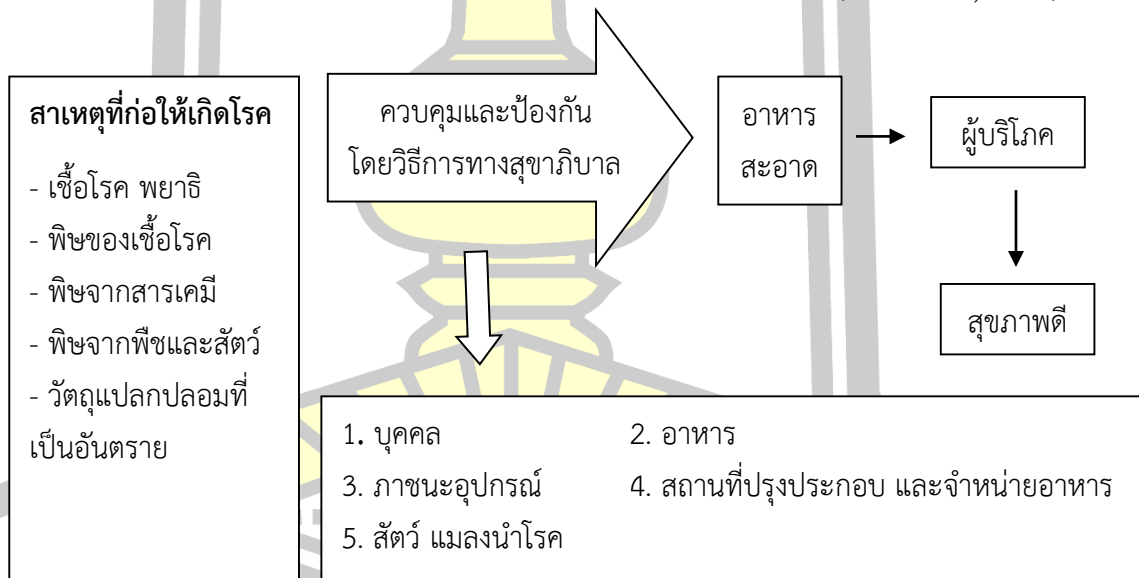 สาเหตุที่ก่อให้เกิดโรค
- เชื้อโรค พยาธิ
- พิษของเชื้อโรค
- พิษจากสารเคมี
- พิษจากพืชและสัตว์
- วัตถุแปลกปลอมที่
เป็นอันตราย
ควบคุมและป้องกัน
โดยวิธีการทางสุขาภิบาล
อาหาร
สะอาด
ผู้บริโภค
สุขภาพดี
1. บุคคล 2. อาหาร
3. ภาชนะอุปกรณ์ 4. สถานที่ปรุงประกอบ และจำหน่ายอาหาร
5. สัตว์ แมลงนำโรค